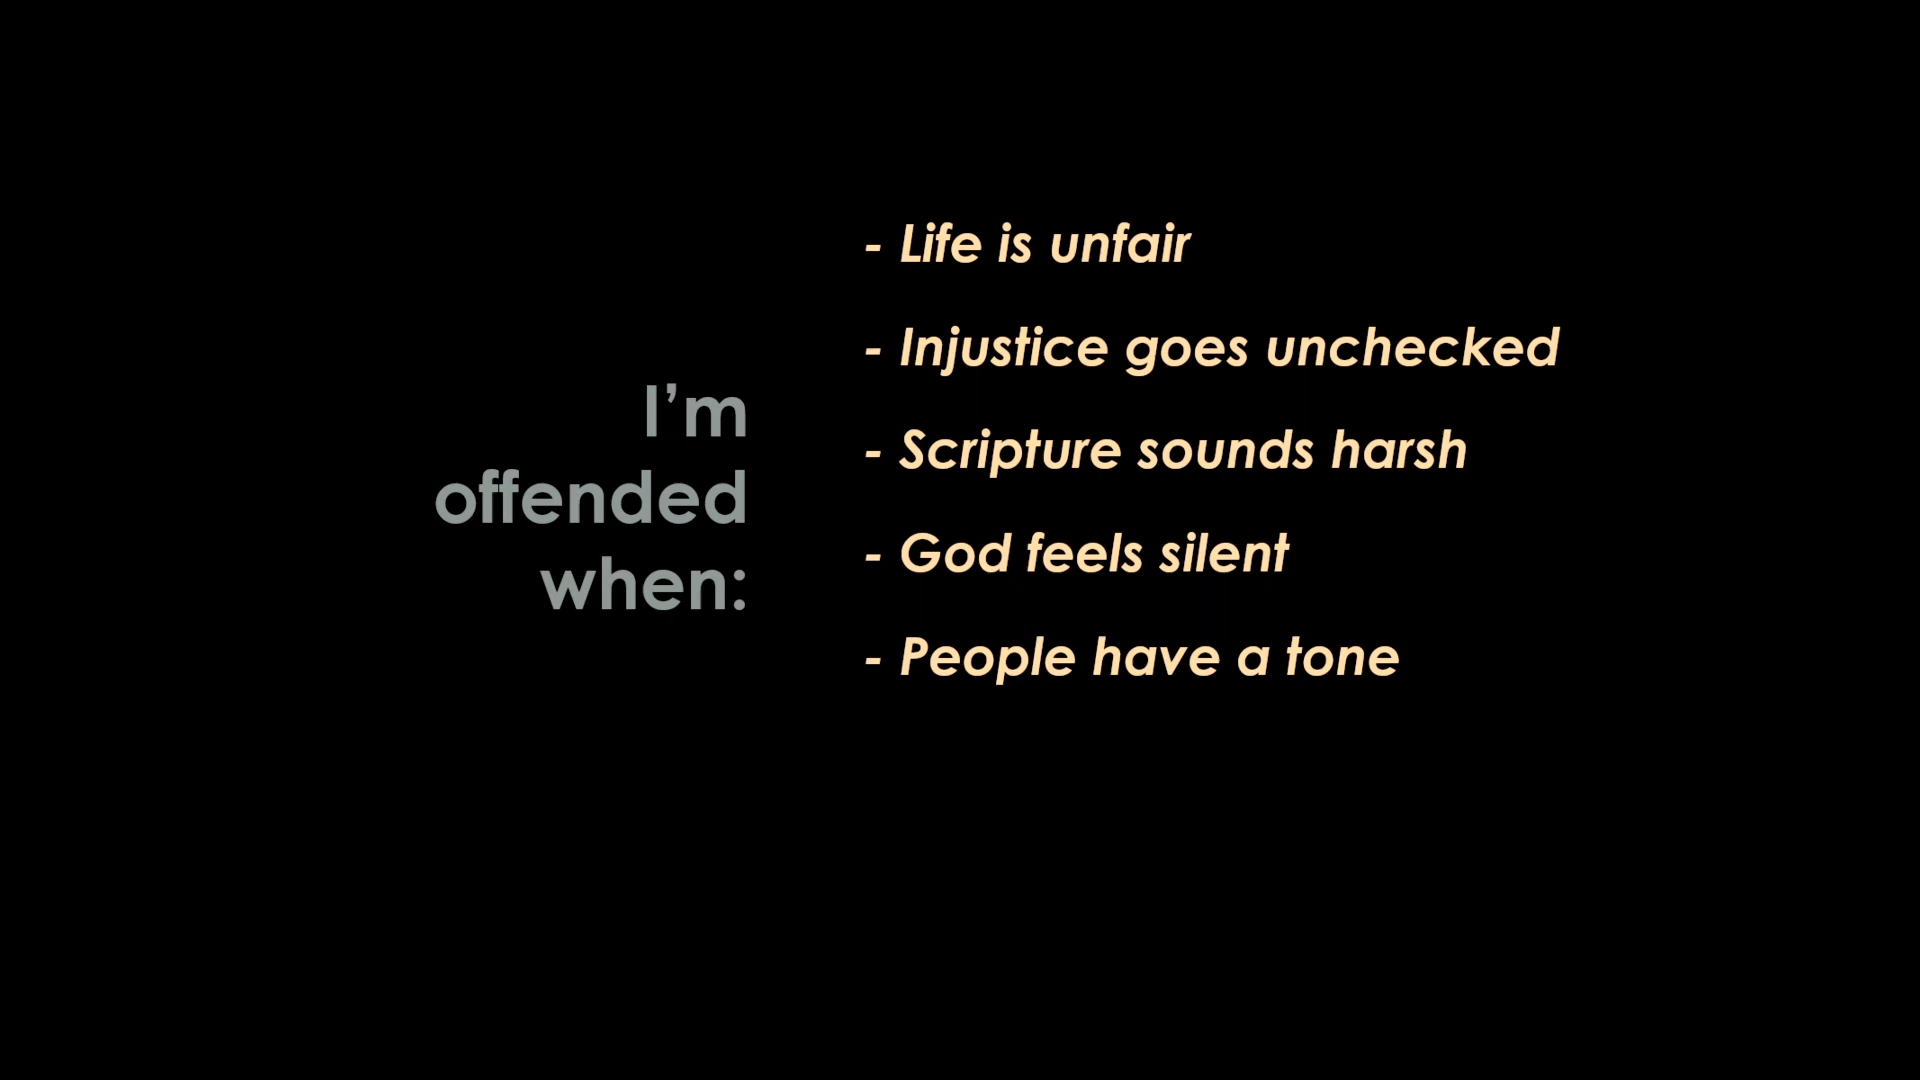 I’m
offended
when:
- Life is unfair
- Injustice goes unchecked
- Scripture sounds harsh
- God feels silent
- People have a tone